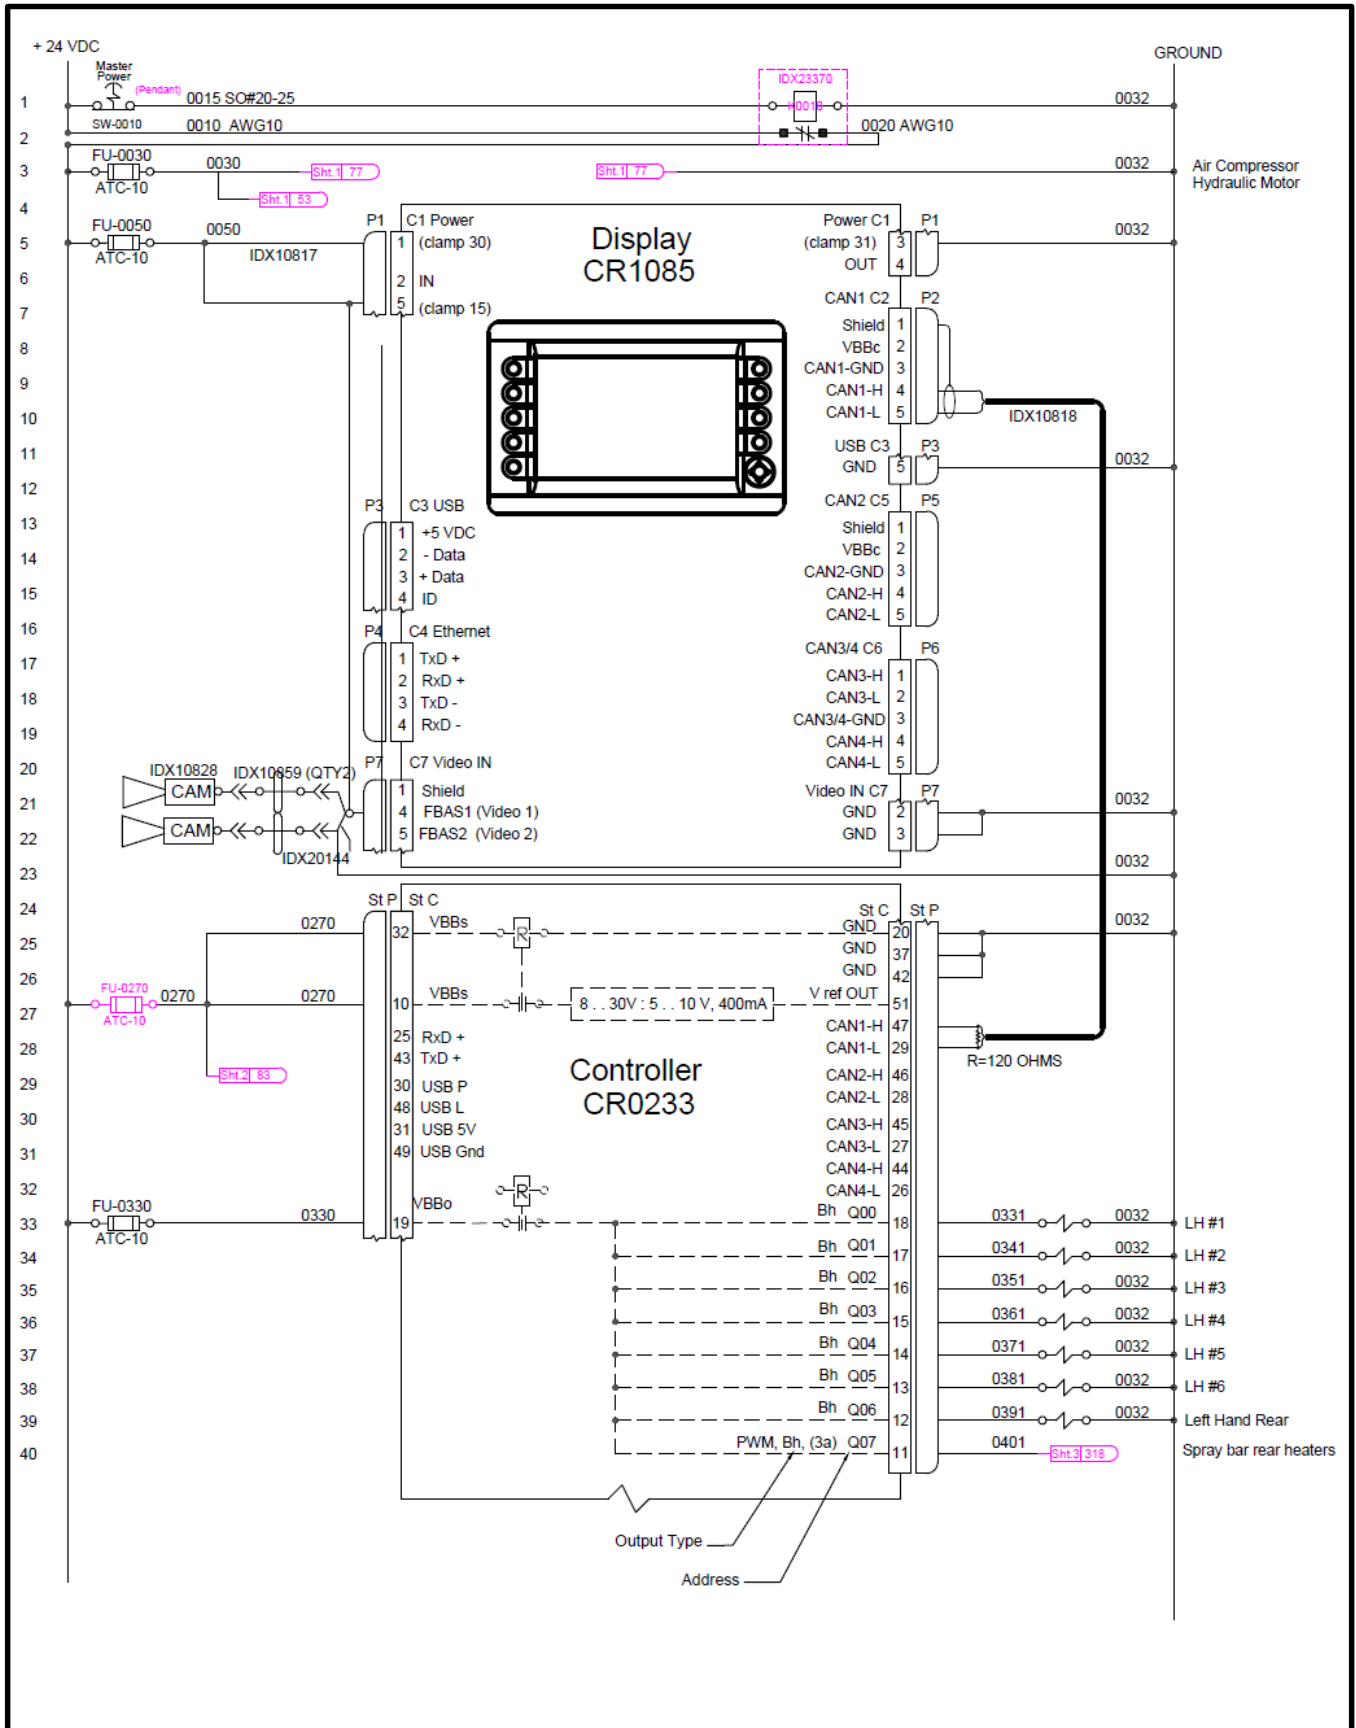 + 24 VDC
GROUND
Master
Power
(Pendant)
IDX23370
1
0015 SO#20-25
K0010
0032
SW-0010
0010 AWG10
0020 AWG10
2
FU-0030
3
0030
Sht.1 77
Sht.1 77
0032
Air Compressor
Hydraulic Motor
ATC-10
Sht.1 53
4
FU-0050
0050
P1
C1 Power
Display
CR1085
Power C1
P1
0032
5
1
(clamp 30)
(clamp 31)
3
ATC-10
IDX10817
OUT
4
6
2
IN
7
5
(clamp 15)
CAN1 C2
P2
Shield
1
8
VBBc
2
CAN1-GND
3
9
CAN1-H
4
10
CAN1-L
5
IDX10818
11
USB C3
P3
GND
5
0032
12
P3
C3 USB
CAN2 C5
P5
13
1
+5 VDC
Shield
1
14
2
- Data
VBBc
2
3
+ Data
CAN2-GND
3
15
4
ID
CAN2-H
4
CAN2-L
5
16
P4
C4 Ethernet
CAN3/4 C6
P6
17
1
TxD +
CAN3-H
1
2
RxD +
CAN3-L
2
18
3
TxD -
CAN3/4-GND
3
19
4
RxD -
CAN4-H
4
20
P7
C7 Video IN
CAN4-L
5
IDX10828
IDX10859 (QTY2)
CAM
1
Shield
Video IN C7
P7
0032
21
4
FBAS1 (Video 1)
GND
2
CAM
5
FBAS2 (Video 2)
GND
3
22
IDX20144
0032
23
24
St P
St C
St C
St P
0270
32
VBBs
R
GND
20
0032
25
GND
37
26
GND
42
FU-0270
0270
0270
10
VBBs
8 . . 30V : 5 . . 10 V, 400mA
V ref OUT
51
ATC-10
27
25
RxD +
CAN1-H
47
28
43
TxD +
CAN1-L
29
R=120 OHMS
Controller
CR0233
Sht.2 83
29
30
USB P
CAN2-H
46
48
USB L
CAN2-L
28
30
31
USB 5V
CAN3-H
45
31
49
USB Gnd
CAN3-L
27
CAN4-H
44
32
R
CAN4-L
26
FU-0330
33
0330
19
VBBo
Bh
Q00
18
0331
0032
LH #1
ATC-10
34
Bh
Q01
17
0341
0032
LH #2
35
Bh
Q02
16
0351
0032
LH #3
36
Bh
Q03
15
0361
0032
LH #4
37
Bh
Q04
14
0371
0032
LH #5
38
Bh
Q05
13
0381
0032
LH #6
39
Bh
Q06
12
0391
0032
Left Hand Rear
40
PWM, Bh, (3a)
Q07
11
0401
Sht.3 318
Spray bar rear heaters
Output Type
Address